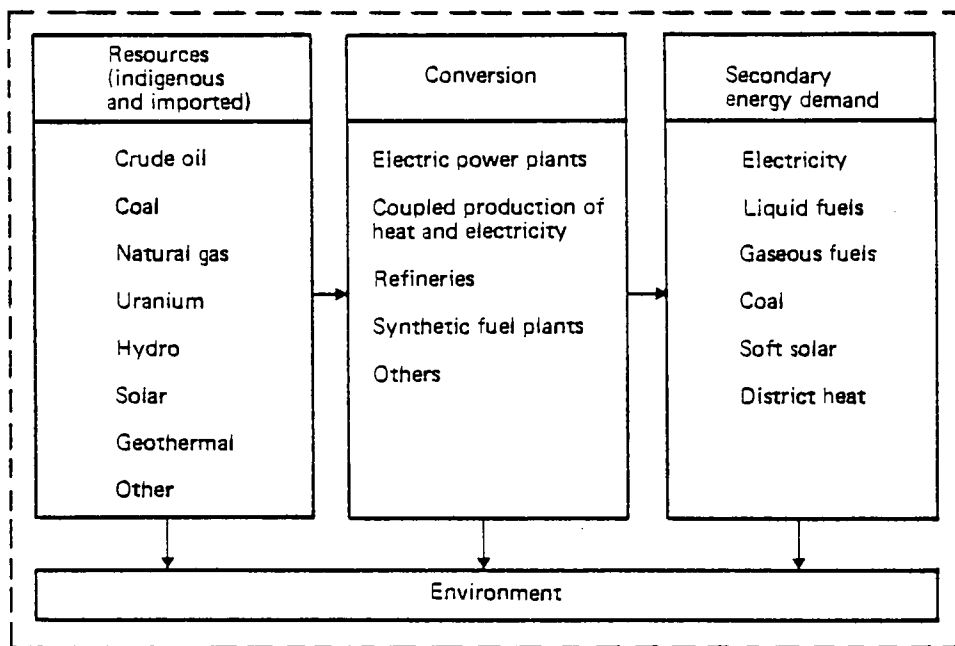 Resources
(indigenous
and imported)
Crude oil
Coal
Natural gas
Uranium
Hydro
Solar
Geothermal
Other
Conversion
Electric power plants
Coupled production of
heat and electricity
Refineries
Synthetic fuel plants
Others
Secondary
energy demand
Electricity
Liquid fuels
Gaseous fuels
Coal
Soft solar
District heat
Environment